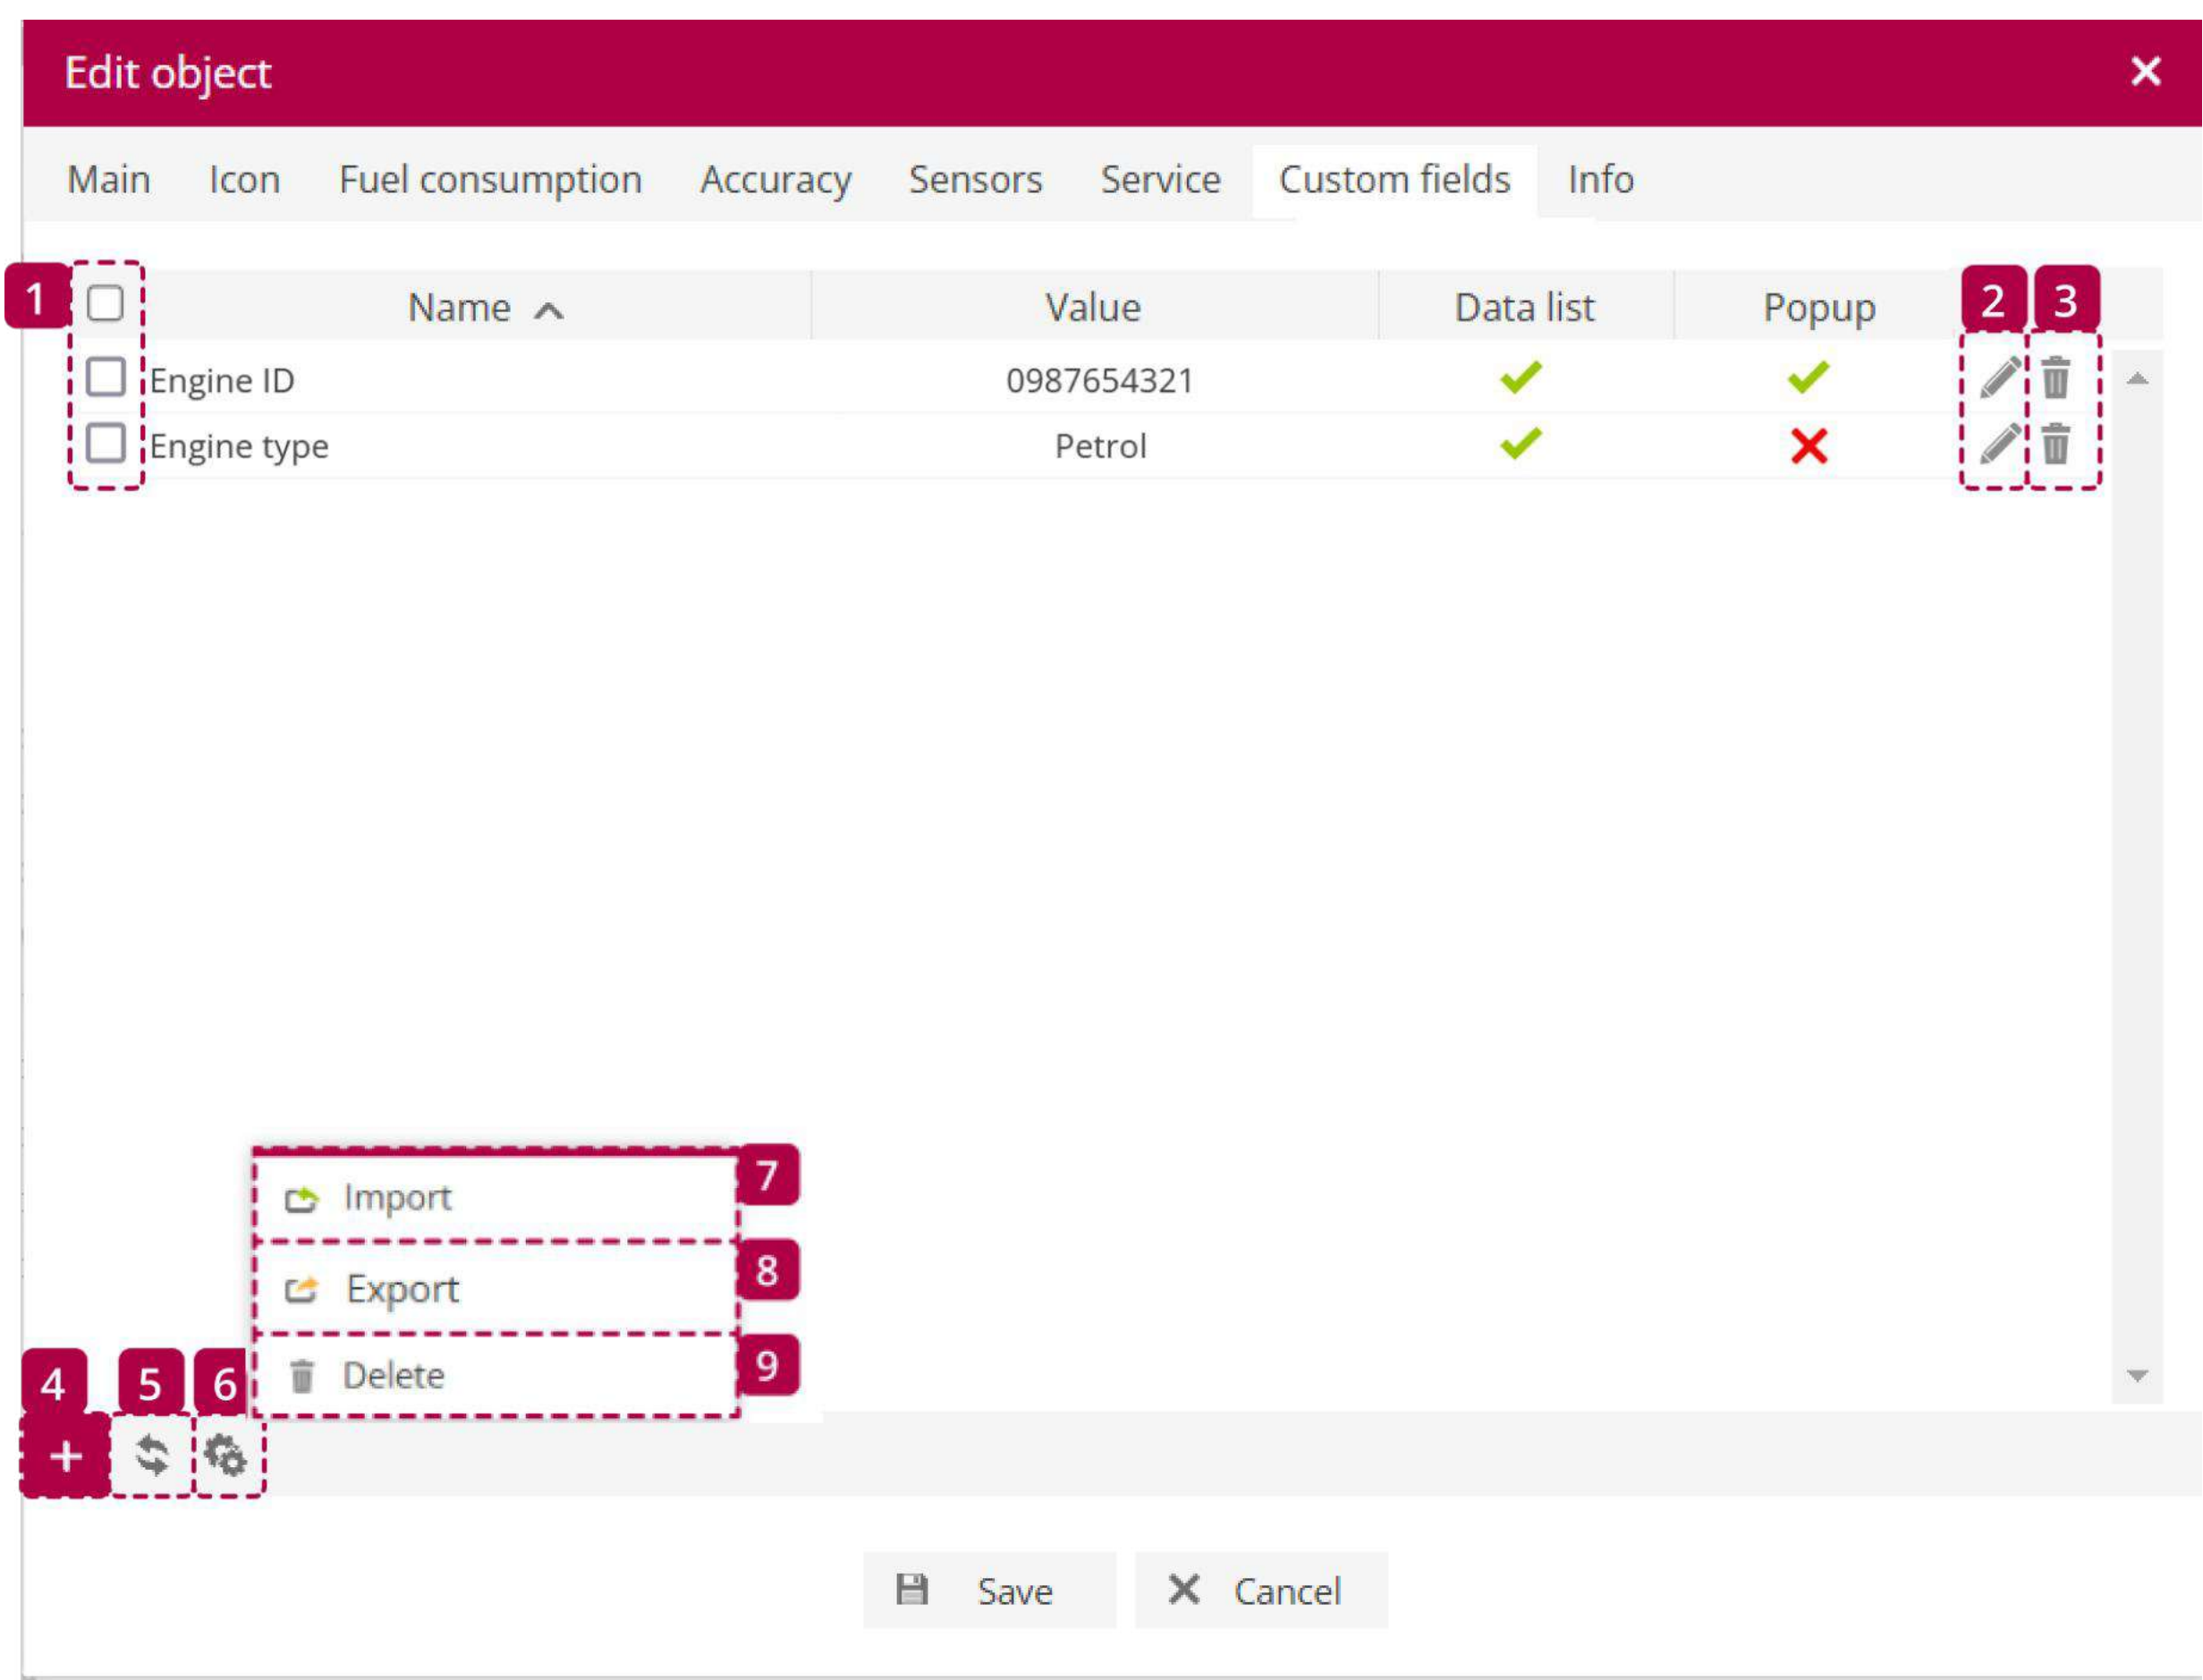 Edit object
Main Icon Fuel consumption Accuracy Sensors Service Custom fields Info
1 Name Value Data list Popup 2 3
Engine ID 0987654321
Engine type Petrol
7
Import
8
Export
9
Delete
4 5 6
Save Cancel